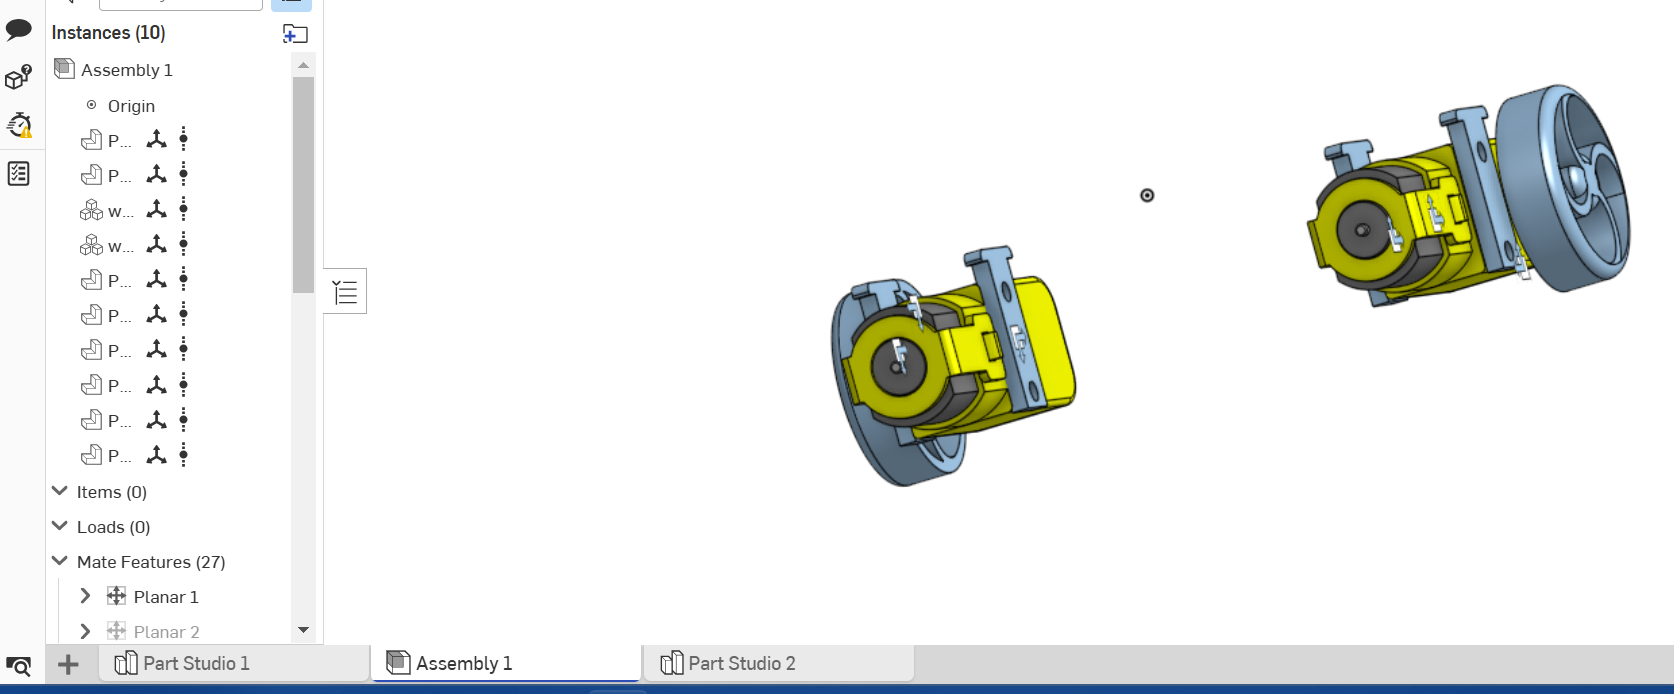 Instances (10)
Assembly 1
Origin
P...
P...
w...
w...
P...
P...
P...
P...
P...
P...
Items (0)
Loads (0)
Mate Features (27)
Planar 1
Planar 2
Part Studio 1
Assembly 1
Part Studio 2